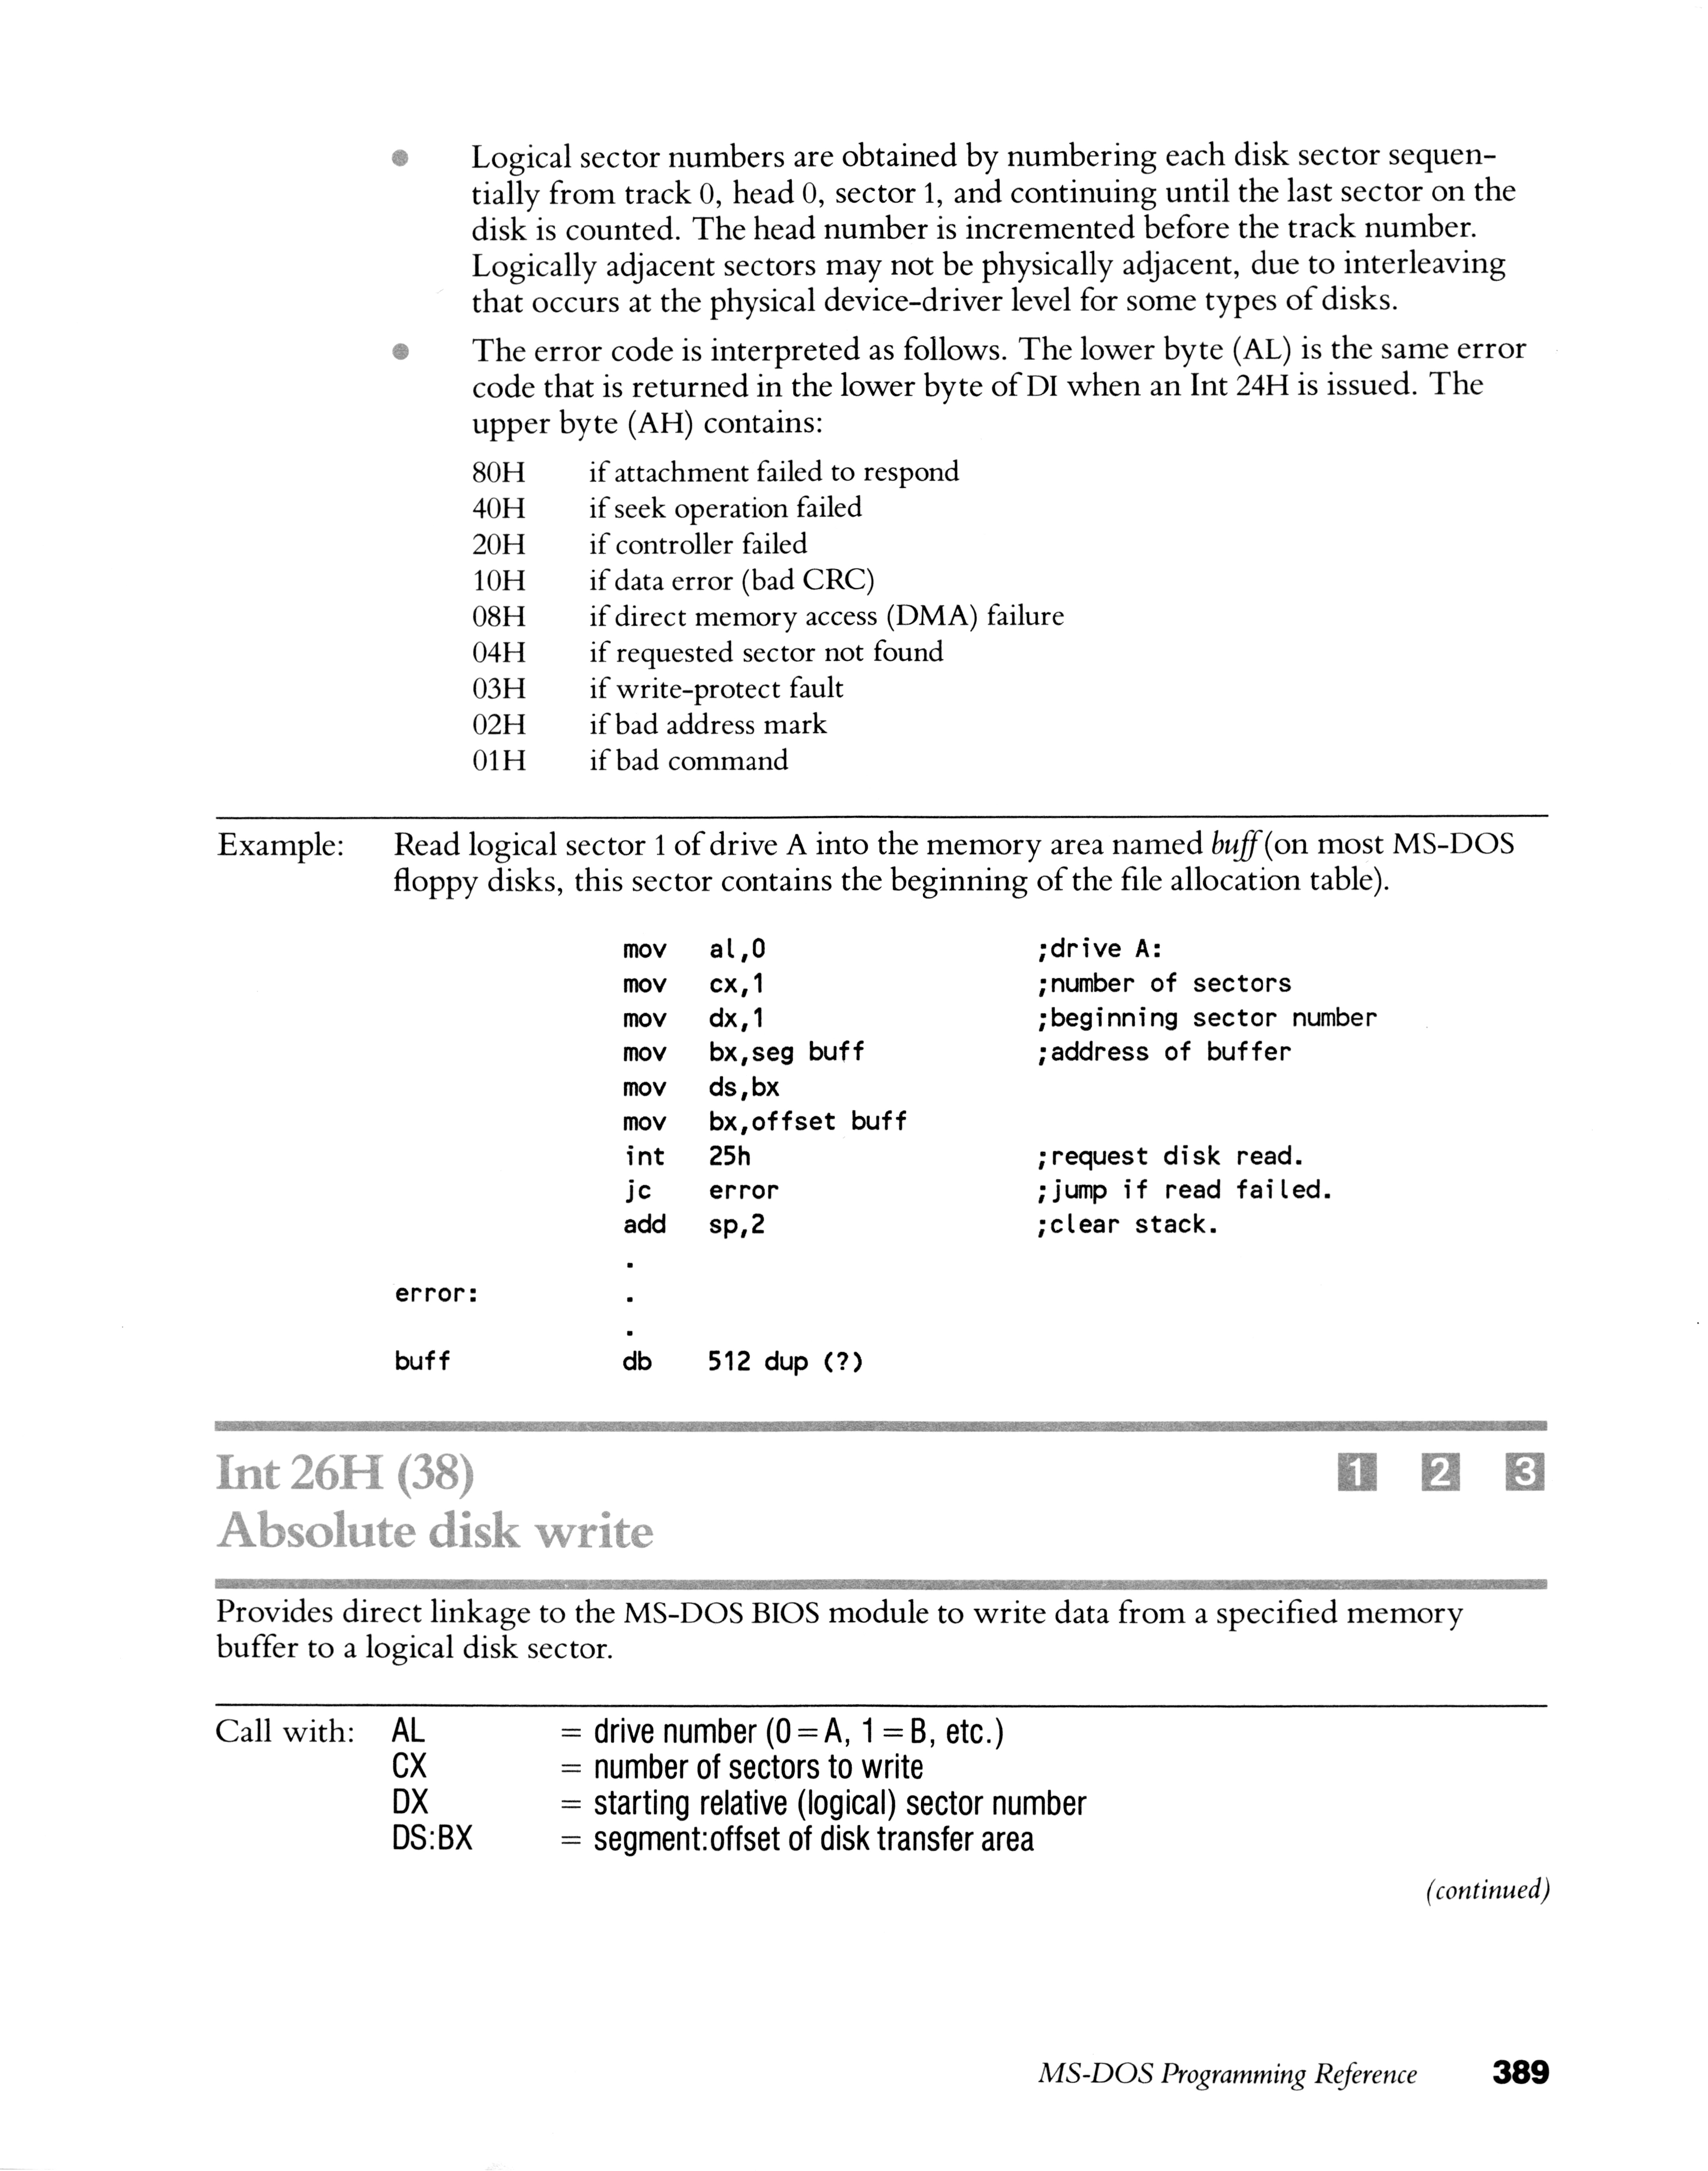 Logical sector numbers are obtained by numbering each disk sector sequen-
tially from track 0, head 0, sector 1, and continuing until the last sector on the
disk is counted. The head number is incremented before the track number.
Logically adjacent sectors may not be physically adjacent, due to interleaving
that occurs at the physical device-driver level for some types of disks.
The error code is interpreted as follows. The lower byte (AL) is the same error
code that is returned in the lower byte of DI when an Int 24H is issued. The
upper byte (AH) contains:
80H if attachment failed to respond
40H if seek operation failed
20H if controller failed
10H if data error (bad CRC)
08H if direct memory access (DMA) failure
04H if requested sector not found
03H if write-protect fault
02H if bad address mark
01H if bad command
Example: Read logical sector 1 of drive A into the memory area named buff (on most MS-DOS
floppy disks, this sector contains the beginning of the file allocation table).
mov al,0 ;drive A:
mov cx,1 ;number of sectors
mov dx,1 ;beginning sector number
mov bx,seg buff ;address of buffer
mov ds,bx
mov bx,offset buff
int 25h ;request disk read.
jc error ;jump if read failed.
add sp,2 ;clear stack.
.
error: .
.
buff db 512 dup (?)
Int 26H (38) 1 2 3
Absolute disk write
Provides direct linkage to the MS-DOS BIOS module to write data from a specified memory
buffer to a logical disk sector.
Call with: AL = drive number (0 = A, 1 = B, etc.)
CX = number of sectors to write
DX = starting relative (logical) sector number
DS:BX = segment:offset of disk transfer area
(continued)
MS-DOS Programming Reference 389